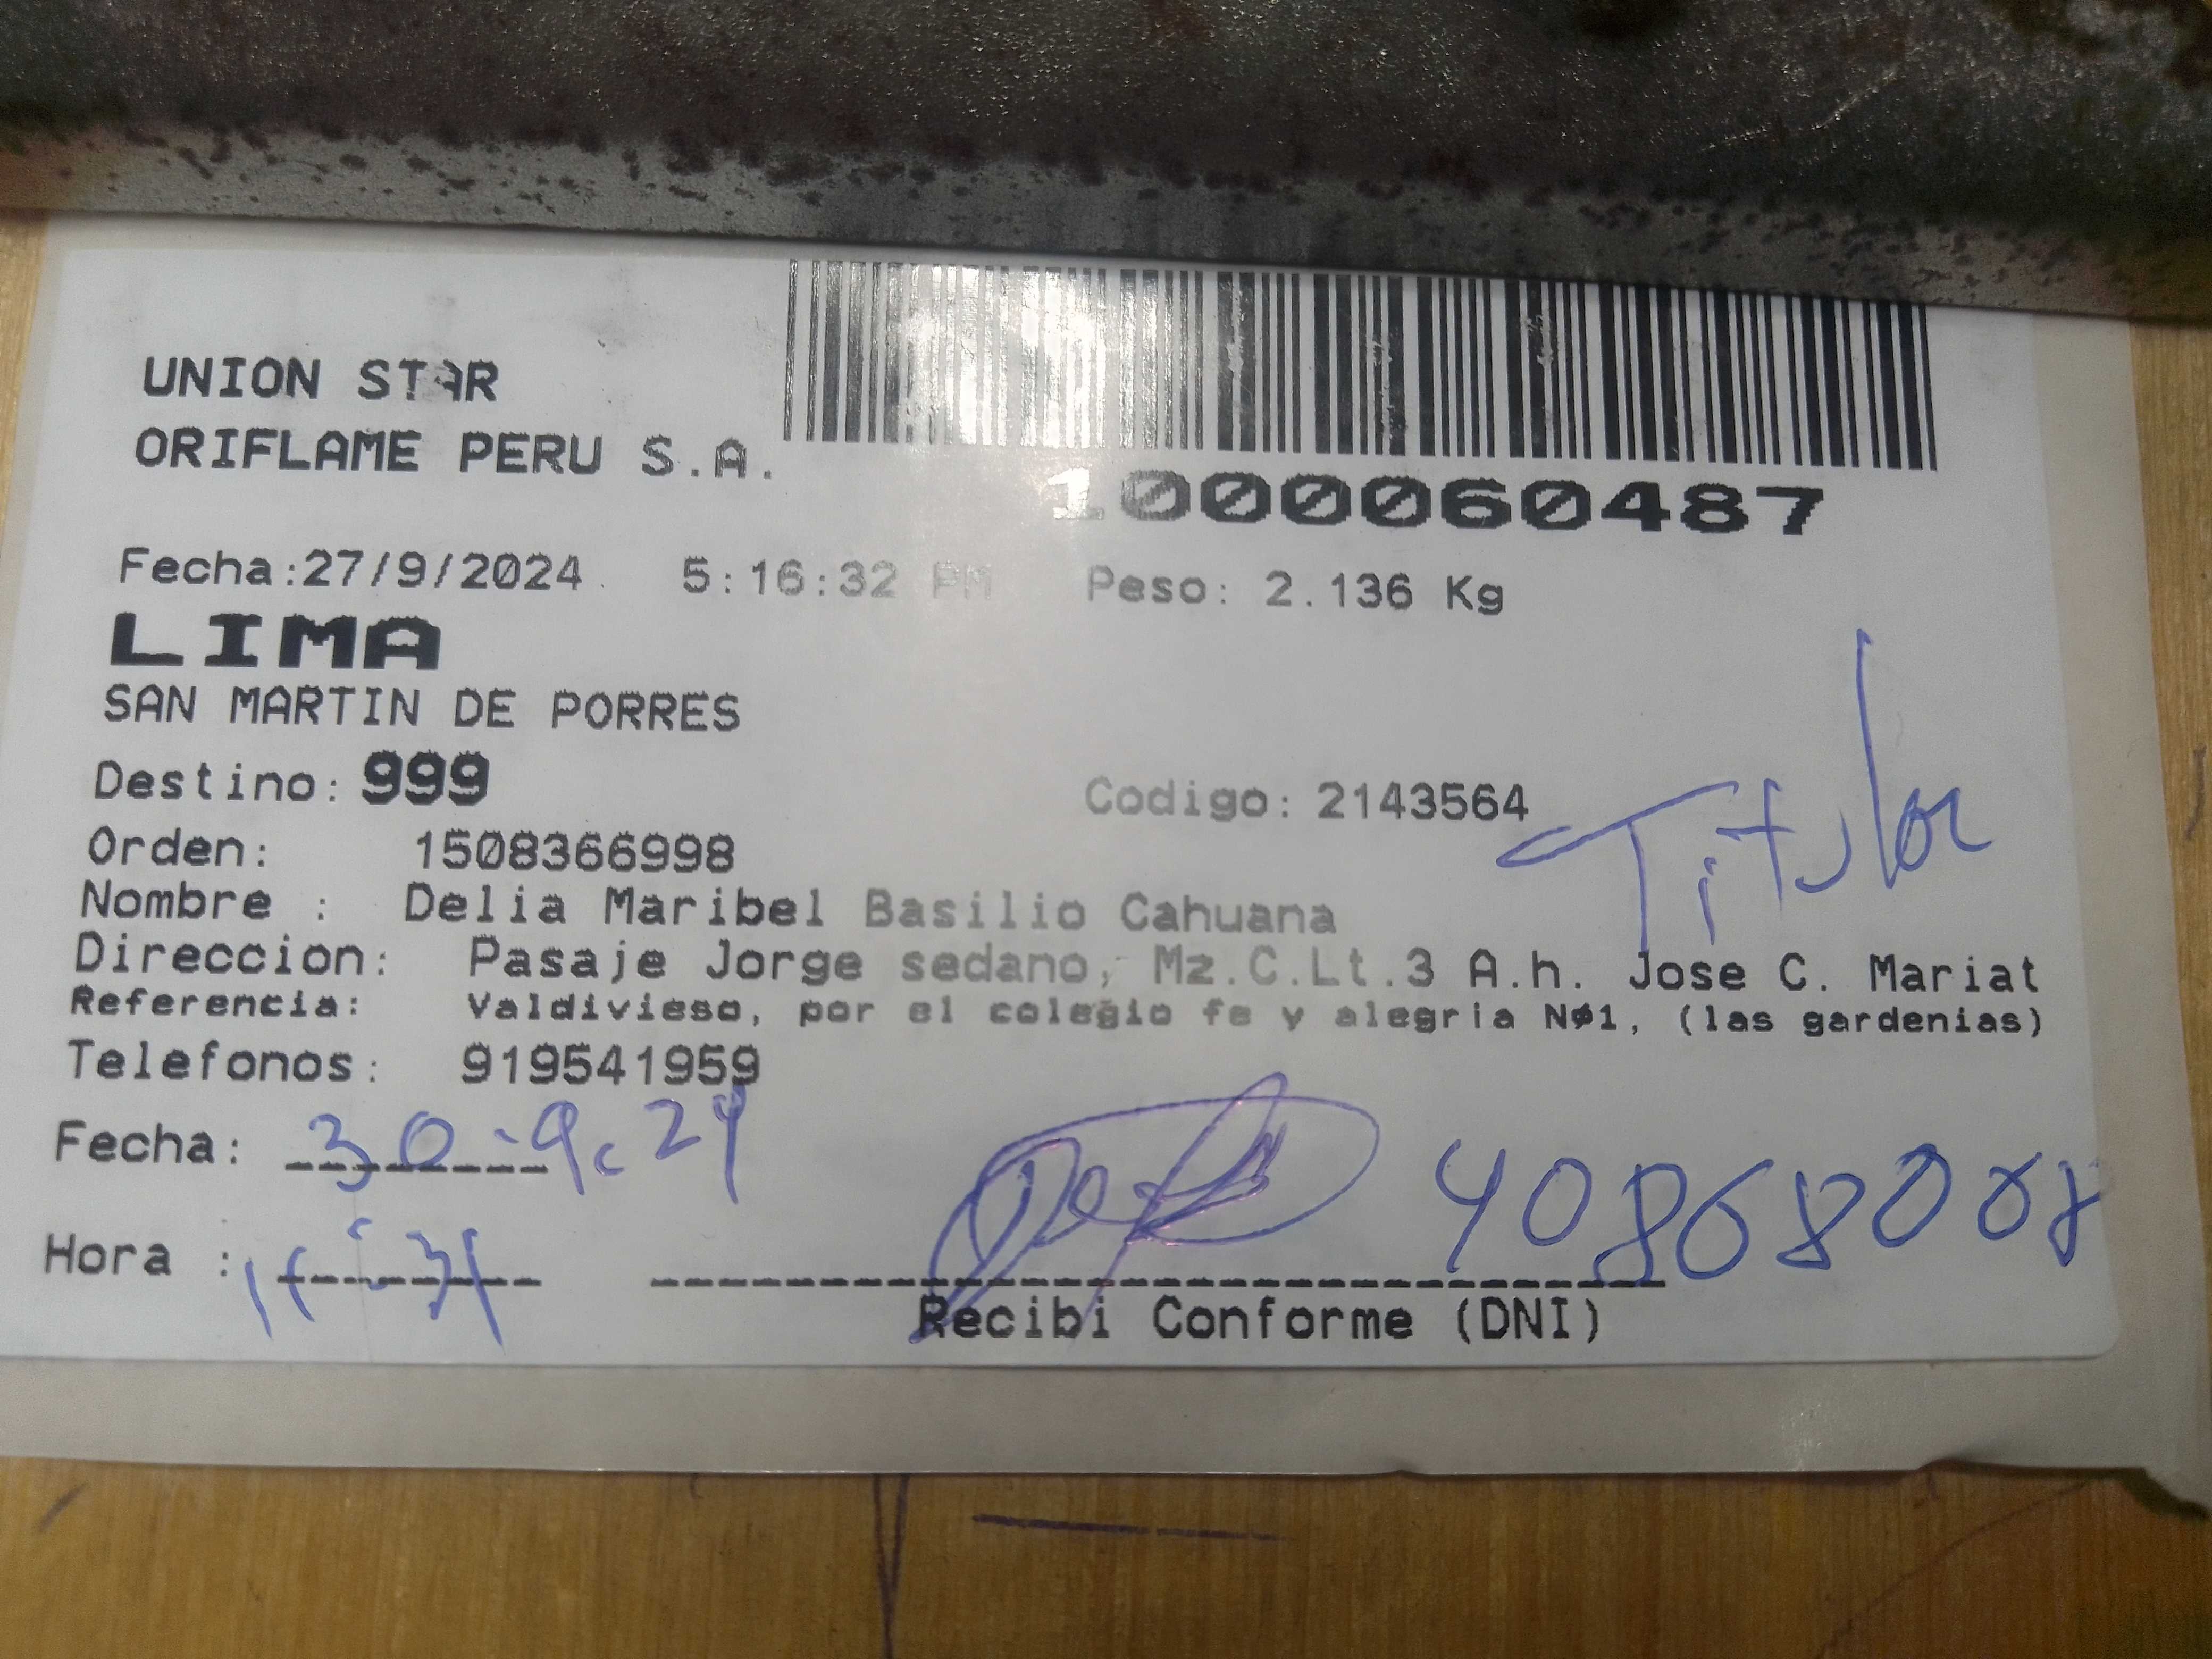 UNION STAR
ORIFLAME PERU S.A.
1000060487
Fecha:27/9/2024 5:16:32 PM Peso: 2.136 Kg
LIMA
SAN MARTIN DE PORRES
Destino: 999 Codigo: 2143564
Titular
Orden: 1508366998
Nombre : Delia Maribel Basilio Cahuana
Direccion: Pasaje Jorge sedano, Mz.C.Lt.3 A.h. Jose C. Mariat
Referencia: Valdivieso, por el colegio fe y alegria Nø1, (las gardenias)
Telefonos: 919541959
Fecha: 30-9-24
40868008
Hora :
Recibi Conforme (DNI)